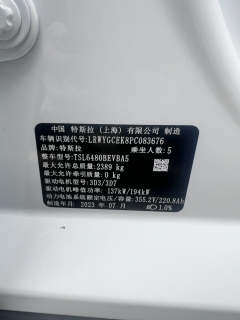 中国 特斯拉（上海）有限公司 制造
车辆识别代号: LRWYGCEK8PC083676
品牌: 特斯拉 乘坐人数: 5
整车型号: TSL6480BEVBA5
最大允许总质量: 2389 kg
最大允许牵引质量: 0 kg
驱动电机型号: 3D3/3D7
驱动电机峰值功率: 137kW/194kW
动力电池系统额定电压/容量: 355.2V/220.8Ah
制造年月: 2023 年 07 月
1.0%